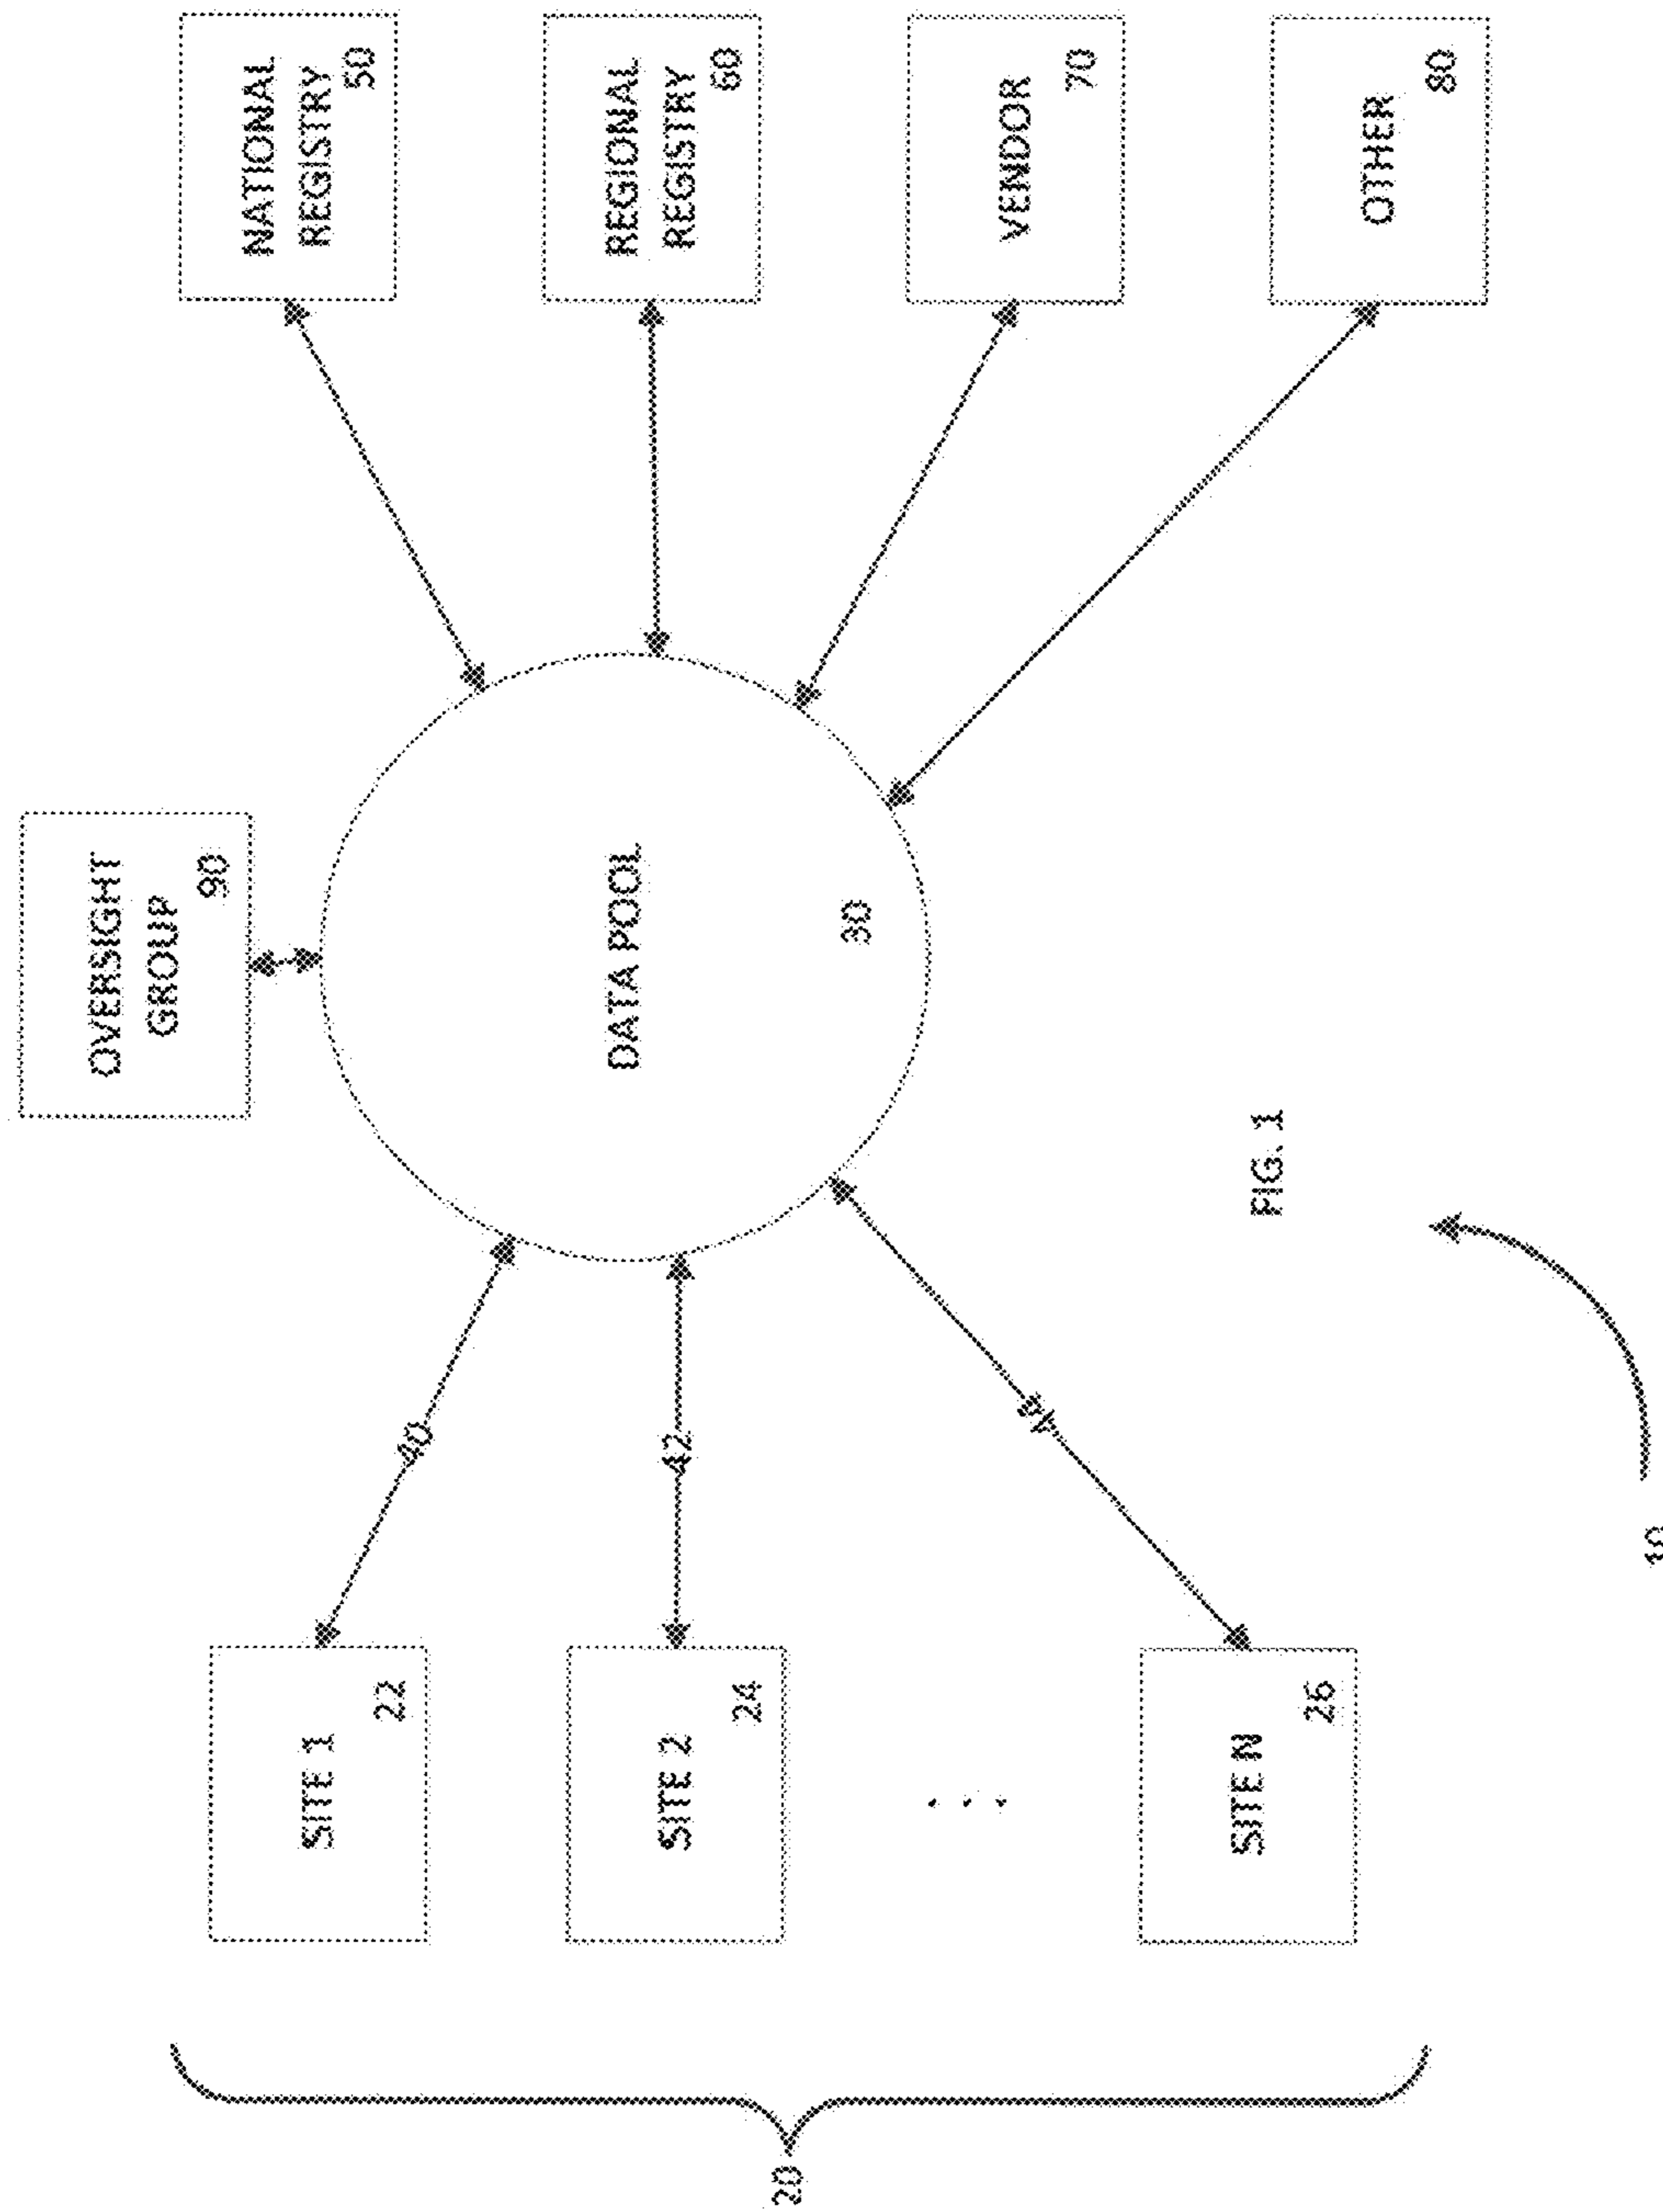 OVERSIGHT
GROUP
90
NATIONAL
REGISTRY
50
SITE 1
22
40
REGIONAL
REGISTRY
60
DATA POOL
30
SITE 2
24
42
VENDOR
70
. . .
SITE N
26
OTHER
80
20
FIG. 1
10